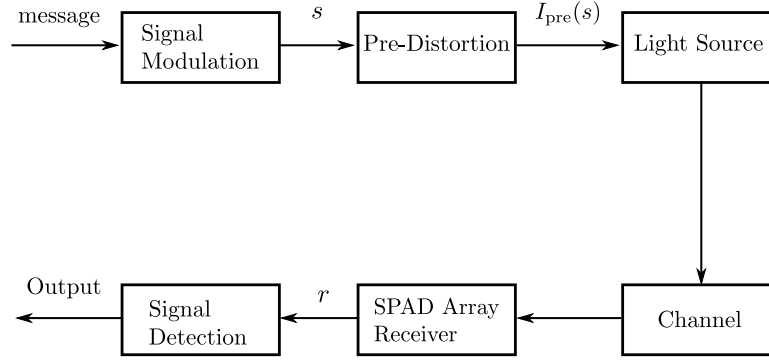 message
Signal
Modulation
s
Pre-Distortion
I_pre(s)
Light Source
Output
Signal
Detection
r
SPAD Array
Receiver
Channel